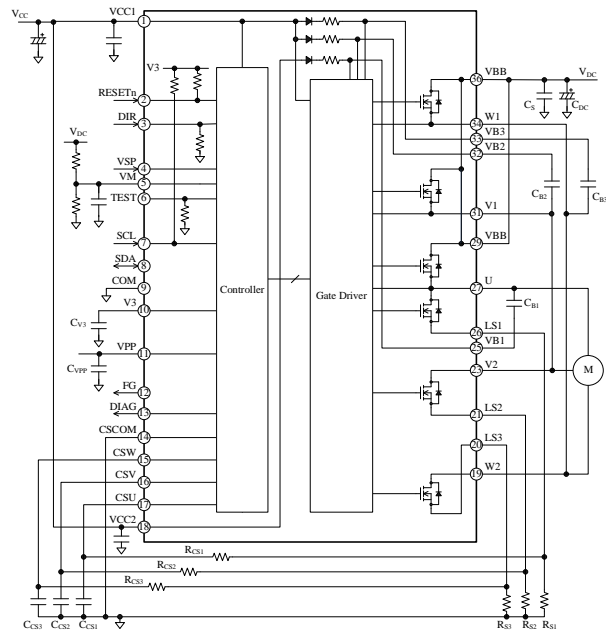 VCC VCC1 1
V3
RESETn 2
DIR 3
VDC
VSP 4
VM 5
TEST 6
SCL 7
SDA 8
COM 9
V3 10
CV3
VPP 11
CVPP
FG 12
DIAG 13
CSCOM 14
CSW 15
CSV 16
CSU 17
VCC2 18
Controller
Gate Driver
36 VBB VDC
CS CDC
34 W1
33 VB3
32 VB2
CB2 CB3
31 V1
29 VBB
27 U
CB1
26 LS1
25 VB1
23 V2
M
21 LS2
20 LS3
19 W2
RCS1
RCS2
RCS3
CCS3 CCS2 CCS1 RS3 RS2 RS1